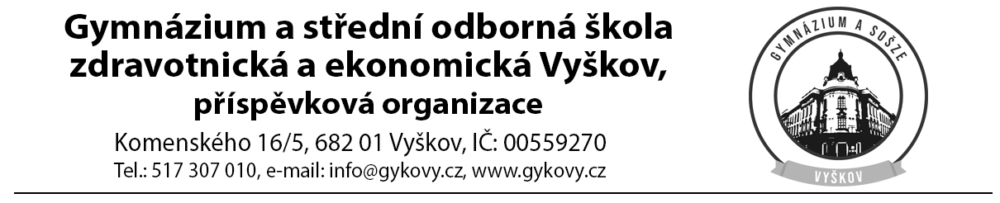 Gymnázium a střední odborná škola
zdravotnická a ekonomická Vyškov,
příspěvková organizace
Komenského 16/5, 682 01 Vyškov, IČ: 00559270
Tel.: 517 307 010, e-mail: info@gykovy.cz, www.gykovy.cz
GYMNÁZIUM A SOŠZE
VYŠKOV